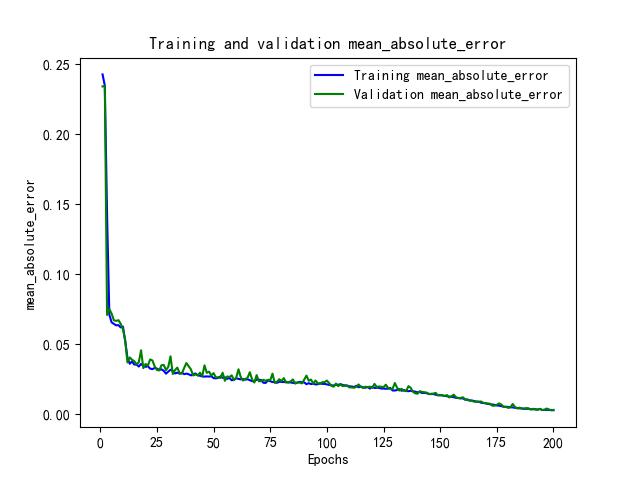 Training and validation mean_absolute_error
Training mean_absolute_error
Validation mean_absolute_error
mean_absolute_error
0.25
0.20
0.15
0.10
0.05
0.00
0 25 50 75 100 125 150 175 200
Epochs